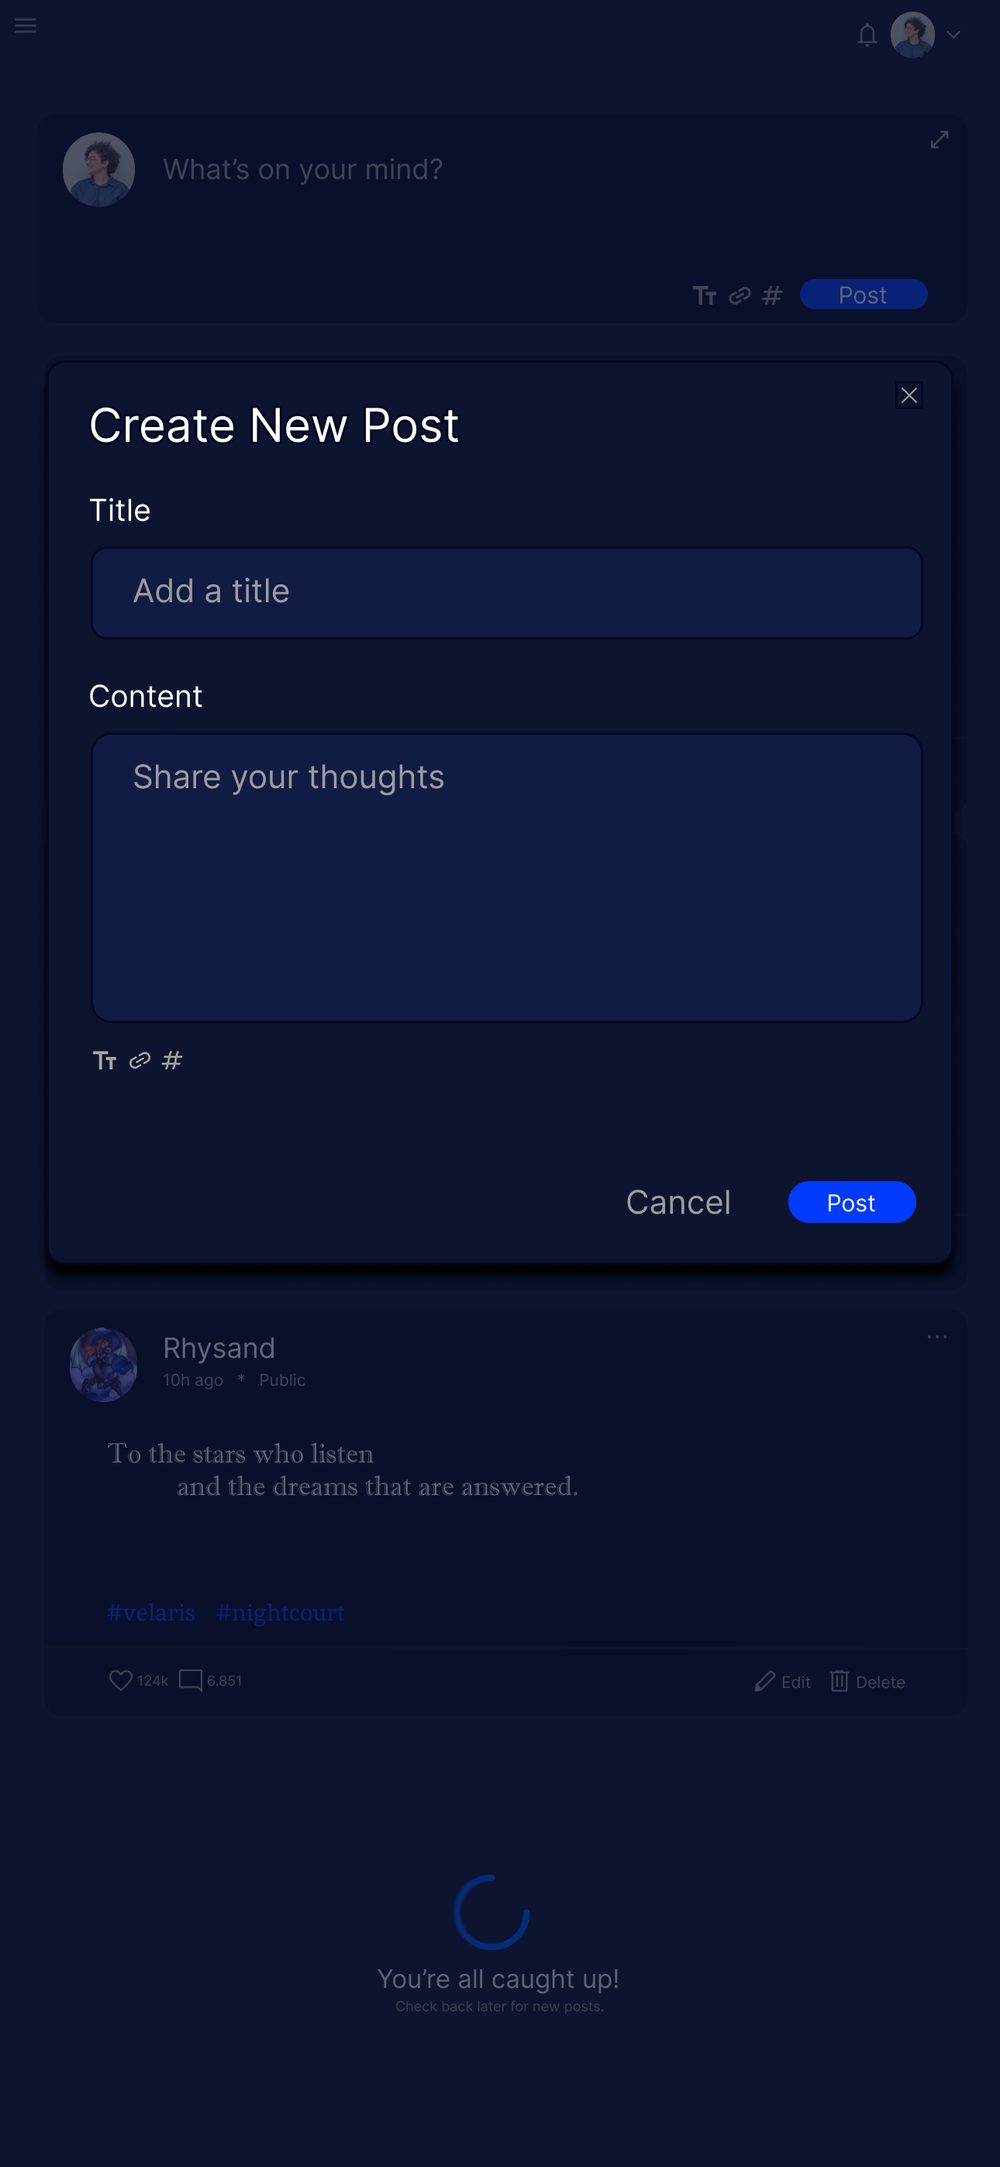 What’s on your mind?
Tт #
Post
Create New Post
Title
Add a title
Content
Share your thoughts
Tт #
Cancel
Post
Rhysand
10h ago * Public
To the stars who listen
and the dreams that are answered.
#velaris #nightcourt
124k 6.851
Edit Delete
You’re all caught up!
Check back later for new posts.